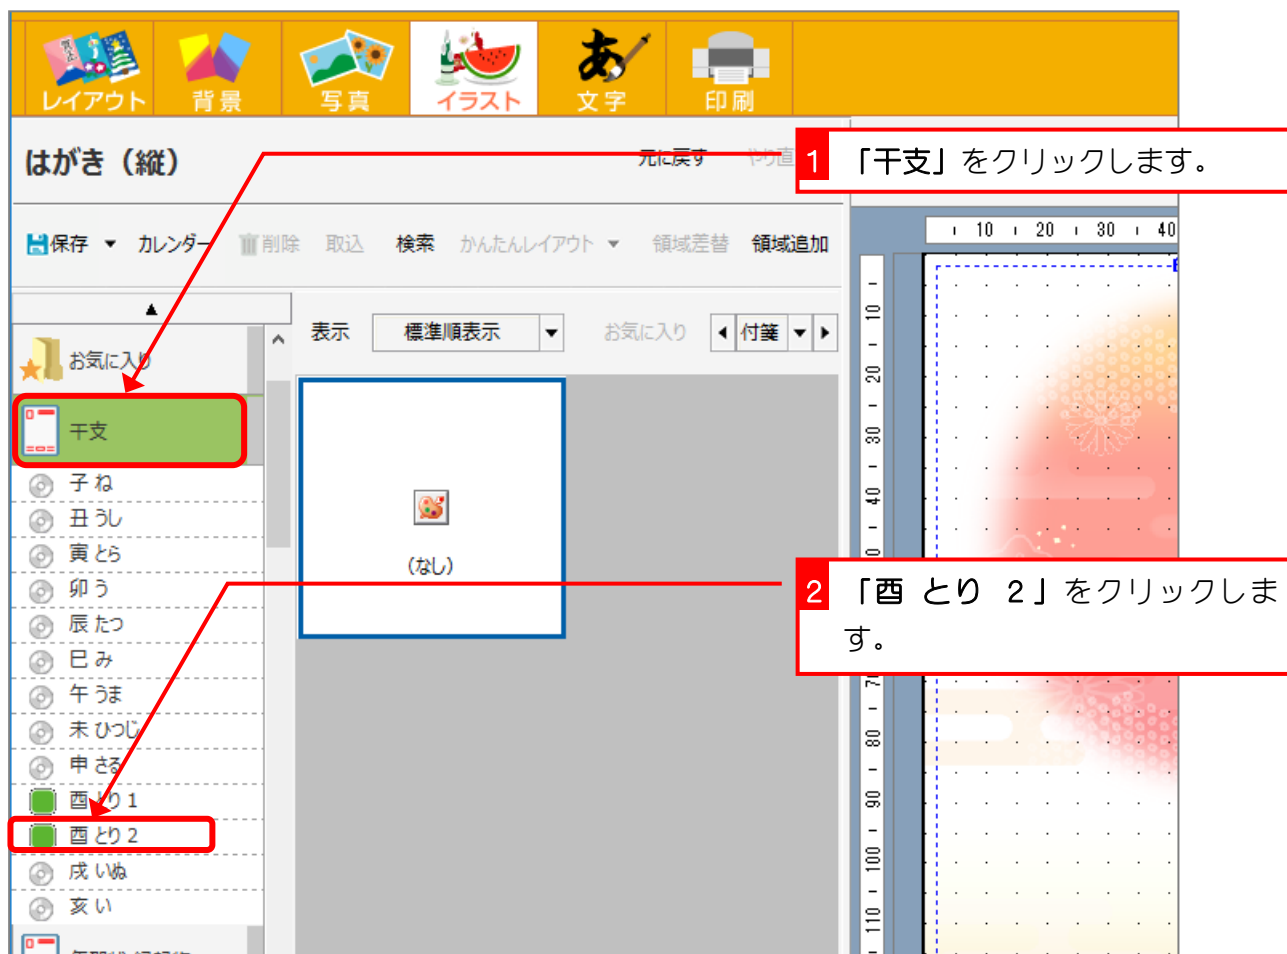 レイアウト 背景 写真 イラスト 文字 印刷
はがき（縦）
元に戻す やり直
1 「干支」をクリックします。
保存 カレンダー 削除 取込 検索 かんたんレイアウト 領域差替 領域追加
10 20 30 40
表示 標準順表示 お気に入り 付箋
お気に入り
干支
子 ね
丑 うし
寅 とら
卯 う
辰 たつ
巳 み
午 うま
未 ひつじ
申 さる
酉 とり 1
酉 とり 2
戌 いぬ
亥 い
(なし)
10
20
30
40
2 「酉 とり 2」をクリックしま
す。
80
90
100
110